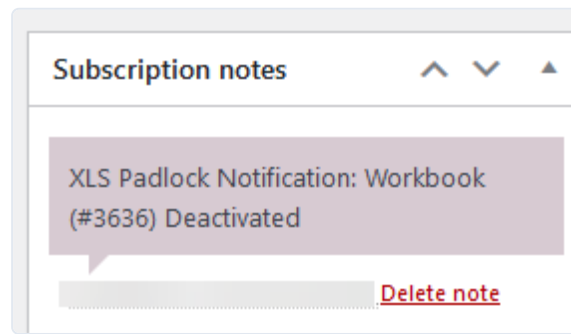 Subscription notes
XLS Padlock Notification: Workbook
(#3636) Deactivated
Delete note